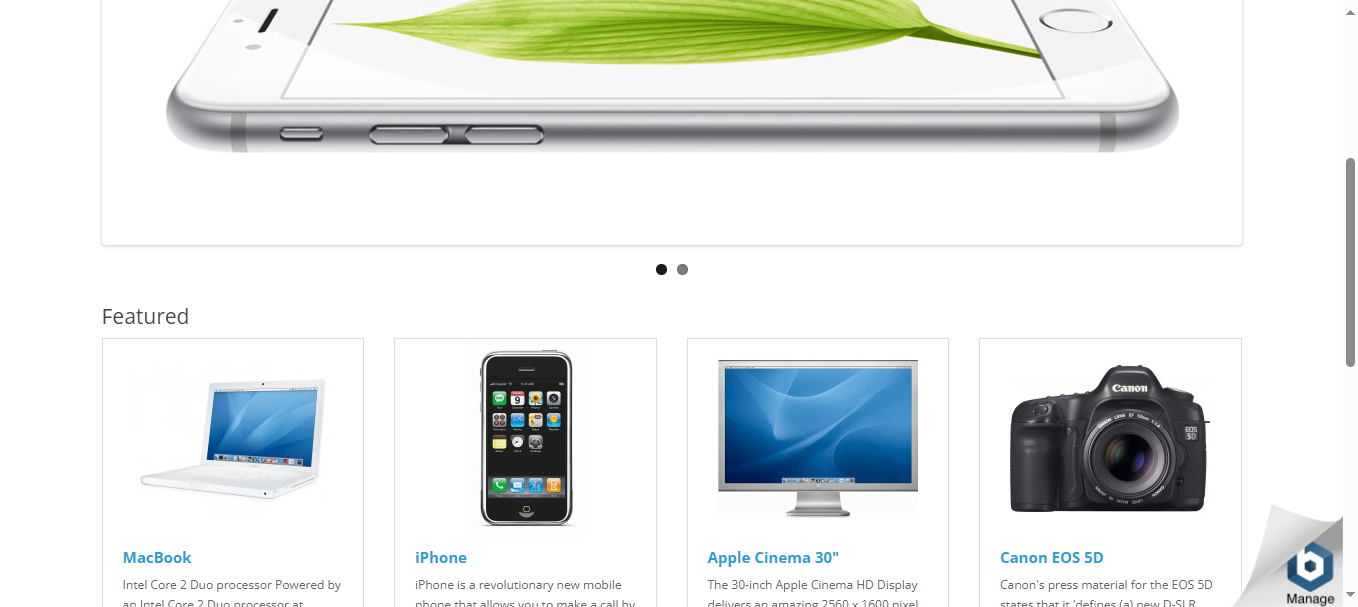 Featured
Canon
EOS
5D
MacBook
iPhone
Apple Cinema 30"
Canon EOS 5D
Intel Core 2 Duo processor Powered by
an Intel Core 2 Duo processor at
iPhone is a revolutionary new mobile
phone that allows you to make a call by
The 30-inch Apple Cinema HD Display
delivers an amazing 2560 x 1600 pixel
Canon's press material for the EOS 5D
states that it 'defines (a) new D-SLR
Manage